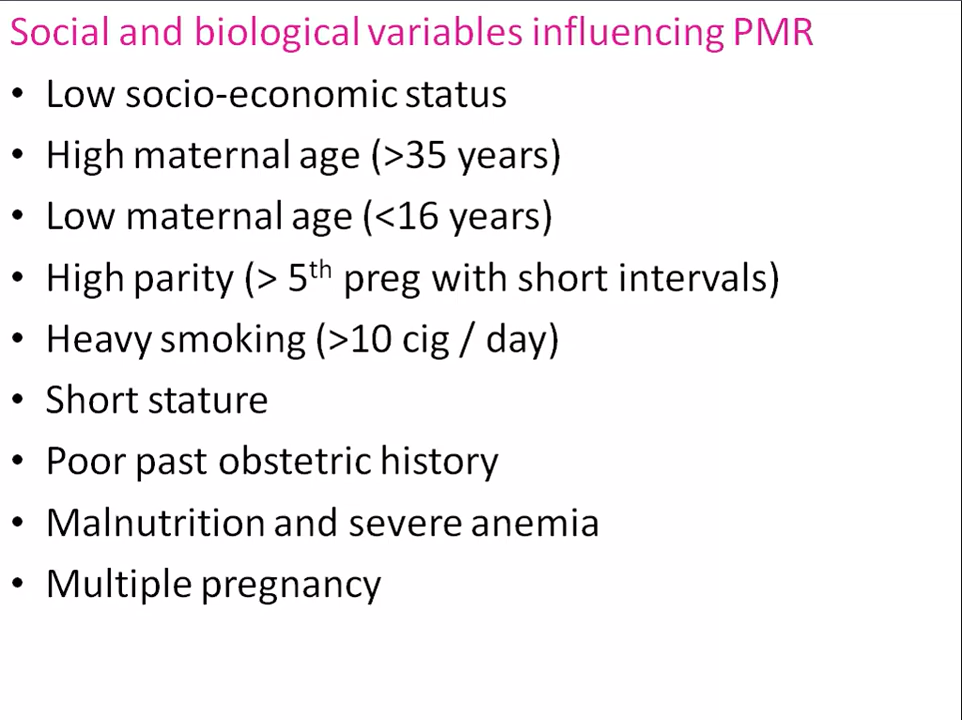 Social and biological variables influencing PMR
• Low socio-economic status
• High maternal age (>35 years)
• Low maternal age (<16 years)
• High parity (> 5th preg with short intervals)
• Heavy smoking (>10 cig / day)
• Short stature
• Poor past obstetric history
• Malnutrition and severe anemia
• Multiple pregnancy